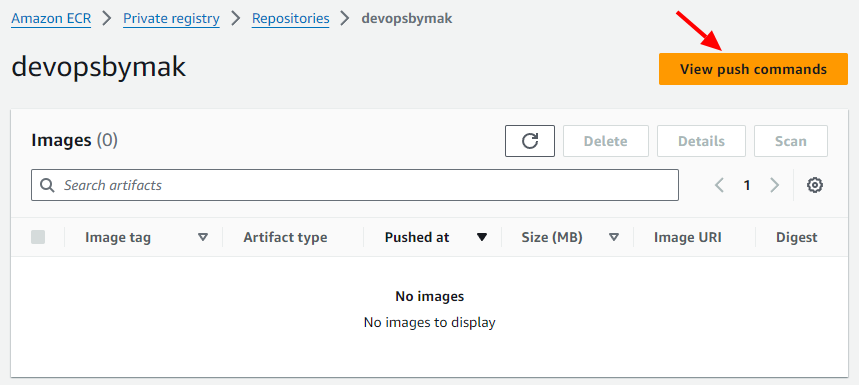 Amazon ECR > Private registry > Repositories > devopsbymak
devopsbymak
View push commands
Images (0)
Delete Details Scan
Search artifacts
1
Image tag Artifact type Pushed at Size (MB) Image URI Digest
No images
No images to display